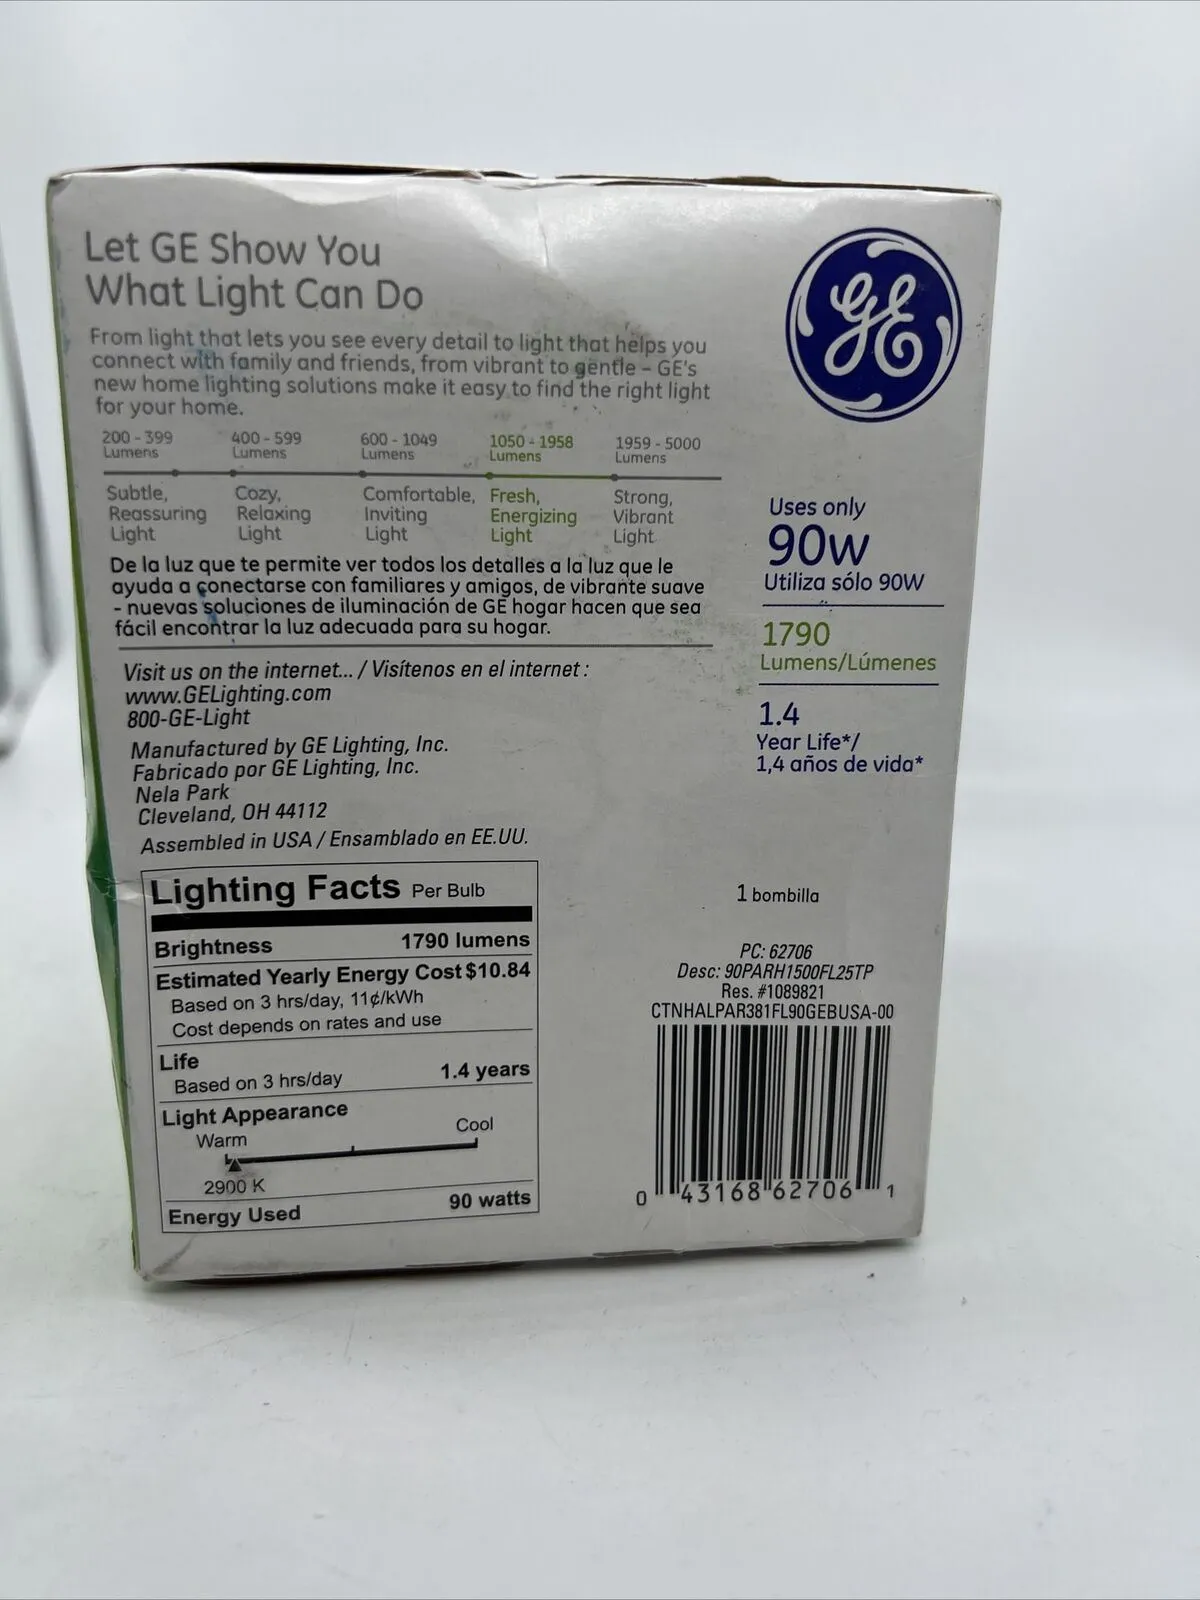 Let GE Show You
What Light Can Do
GE
From light that lets you see every detail to light that helps you
connect with family and friends, from vibrant to gentle – GE's
new home lighting solutions make it easy to find the right light
for your home.
200 - 399 Lumens
400 - 599 Lumens
600 - 1049 Lumens
1050 - 1958 Lumens
1959 - 5000 Lumens
Subtle, Reassuring Light
Cozy, Relaxing Light
Comfortable, Inviting Light
Fresh, Energizing Light
Strong, Vibrant Light
De la luz que te permite ver todos los detalles a la luz que le
ayuda a conectarse con familiares y amigos, de vibrante suave
- nuevas soluciones de iluminación de GE hogar hacen que sea
fácil encontrar la luz adecuada para su hogar.
Visit us on the internet... / Visítenos en el internet :
www.GELighting.com
800-GE-Light
Manufactured by GE Lighting, Inc.
Fabricado por GE Lighting, Inc.
Nela Park
Cleveland, OH 44112
Assembled in USA / Ensamblado en EE.UU.
Uses only
90w
Utiliza sólo 90W
1790
Lumens/Lúmenes
1.4
Year Life*/
1,4 años de vida*
Lighting Facts Per Bulb
Brightness 1790 lumens
Estimated Yearly Energy Cost $10.84
Based on 3 hrs/day, 11¢/kWh
Cost depends on rates and use
Life
Based on 3 hrs/day 1.4 years
Light Appearance
Warm Cool
2900 K
Energy Used 90 watts
1 bombilla
PC: 62706
Desc: 90PARH1500FL25TP
Res. #1089821
CTNHALPAR381FL90GEBUSA-00
0 43168 62706 1